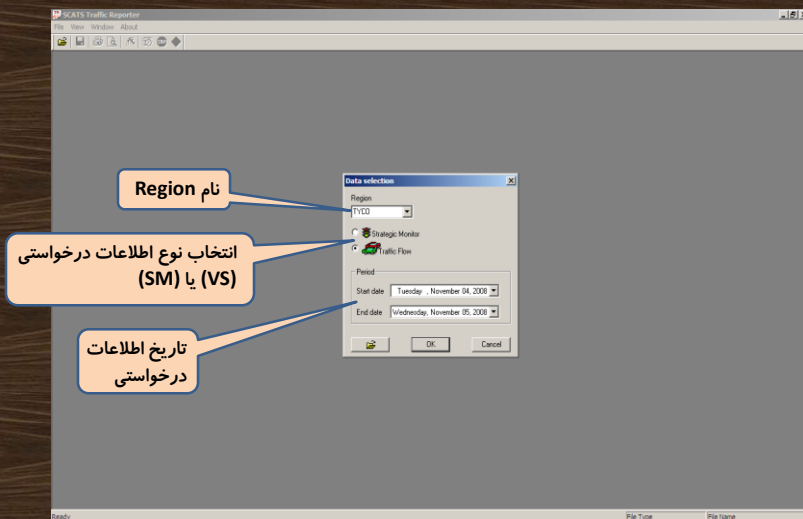 SCATS Traffic Reporter
File View Window About
نام Region
انتخاب نوع اطلاعات درخواستی
(VS) یا (SM)
تاریخ اطلاعات
درخواستی
Data selection
Region
TYCO
Strategic Monitor
Traffic Flow
Period
Start date Tuesday , November 04, 2008
End date Wednesday, November 05, 2008
OK Cancel
Ready File Type File Name